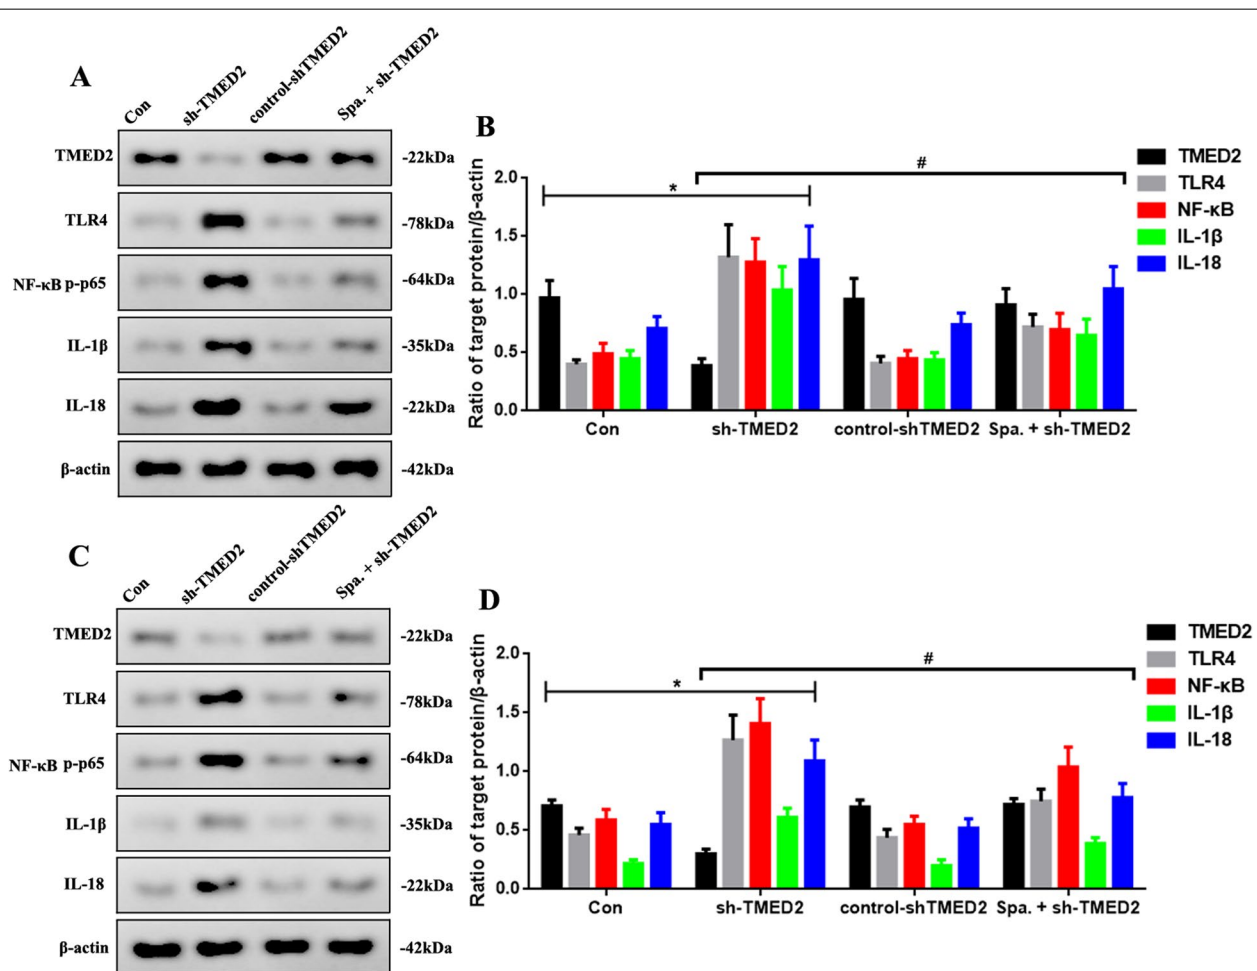 A
Con
sh-TMED2
control-shTMED2
Spa. + sh-TMED2
TMED2
-22kDa
TLR4
-78kDa
NF-κB p-p65
-64kDa
IL-1β
-35kDa
IL-18
-22kDa
β-actin
-42kDa
B
Ratio of target protein/β-actin
2.0
1.5
1.0
0.5
0.0
*
#
Con
sh-TMED2
control-shTMED2
Spa. + sh-TMED2
TMED2
TLR4
NF-κB
IL-1β
IL-18
C
Con
sh-TMED2
control-shTMED2
Spa. + sh-TMED2
TMED2
-22kDa
TLR4
-78kDa
NF-κB p-p65
-64kDa
IL-1β
-35kDa
IL-18
-22kDa
β-actin
-42kDa
D
Ratio of target protein/β-actin
2.0
1.5
1.0
0.5
0.0
*
#
Con
sh-TMED2
control-shTMED2
Spa. + sh-TMED2
TMED2
TLR4
NF-κB
IL-1β
IL-18